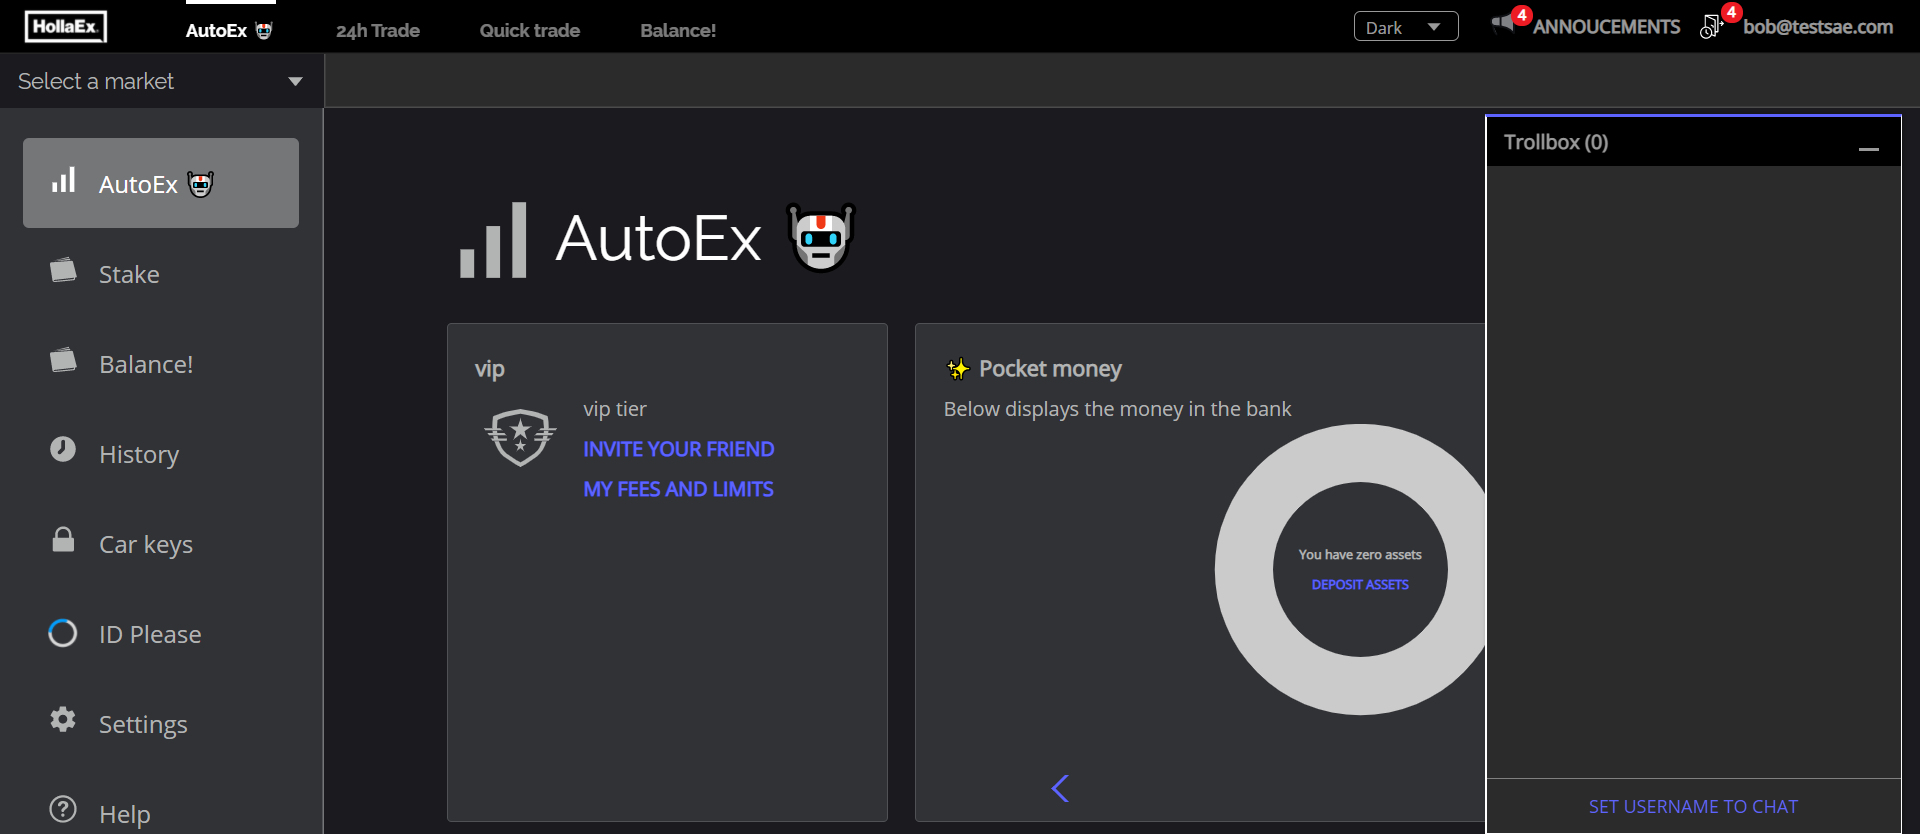 HollaEx.
AutoEx
24h Trade
Quick trade
Balance!
Dark
4
ANNOUCEMENTS
4
bob@testsae.com
Select a market
AutoEx
Stake
Balance!
History
Car keys
ID Please
Settings
Help
AutoEx
vip
vip tier
INVITE YOUR FRIEND
MY FEES AND LIMITS
Pocket money
Below displays the money in the bank
You have zero assets
DEPOSIT ASSETS
Trollbox (0)
SET USERNAME TO CHAT